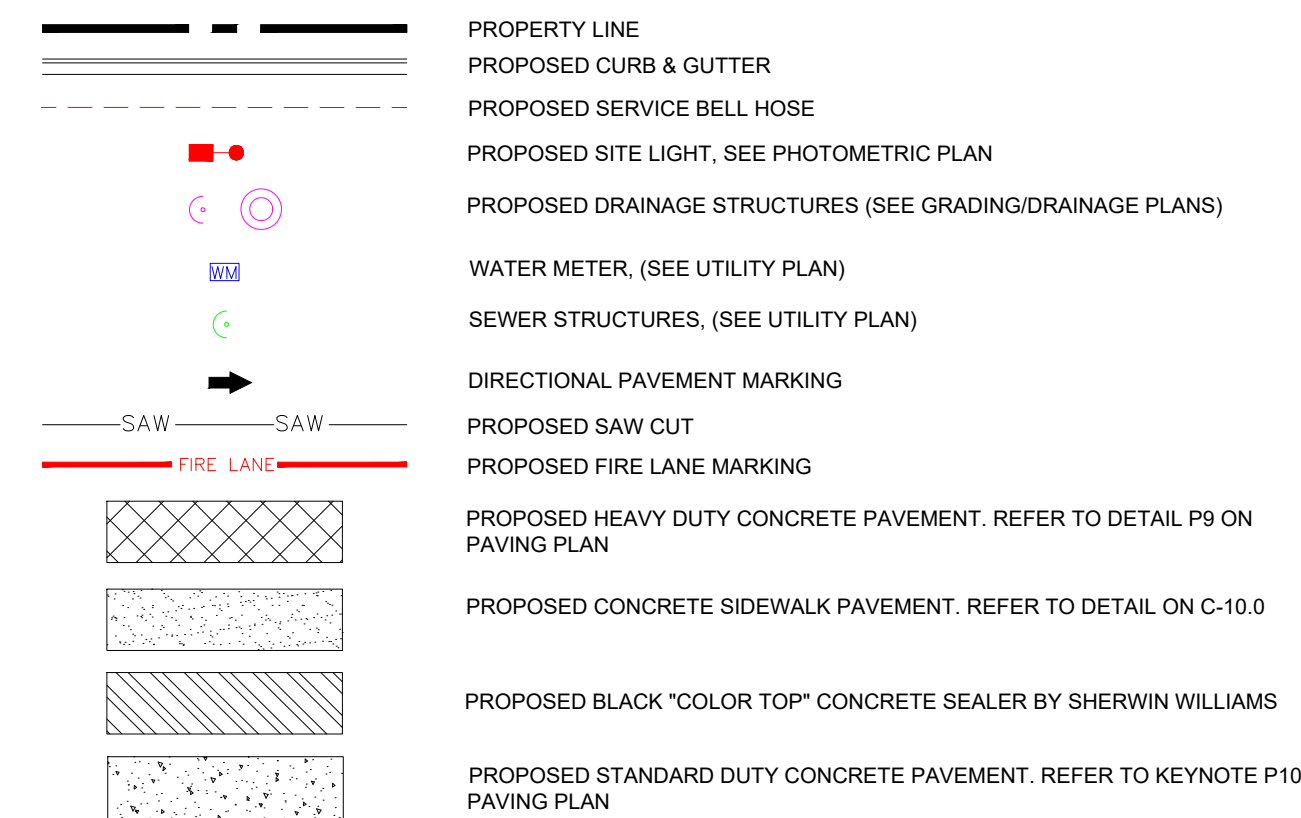 PROPERTY LINE
PROPOSED CURB & GUTTER
PROPOSED SERVICE BELL HOSE
PROPOSED SITE LIGHT, SEE PHOTOMETRIC PLAN
PROPOSED DRAINAGE STRUCTURES (SEE GRADING/DRAINAGE PLANS)
WM WATER METER, (SEE UTILITY PLAN)
SEWER STRUCTURES, (SEE UTILITY PLAN)
DIRECTIONAL PAVEMENT MARKING
SAW SAW PROPOSED SAW CUT
FIRE LANE PROPOSED FIRE LANE MARKING
PROPOSED HEAVY DUTY CONCRETE PAVEMENT. REFER TO DETAIL P9 ON
PAVING PLAN
PROPOSED CONCRETE SIDEWALK PAVEMENT. REFER TO DETAIL ON C-10.0
PROPOSED BLACK "COLOR TOP" CONCRETE SEALER BY SHERWIN WILLIAMS
PROPOSED STANDARD DUTY CONCRETE PAVEMENT. REFER TO KEYNOTE P10
PAVING PLAN